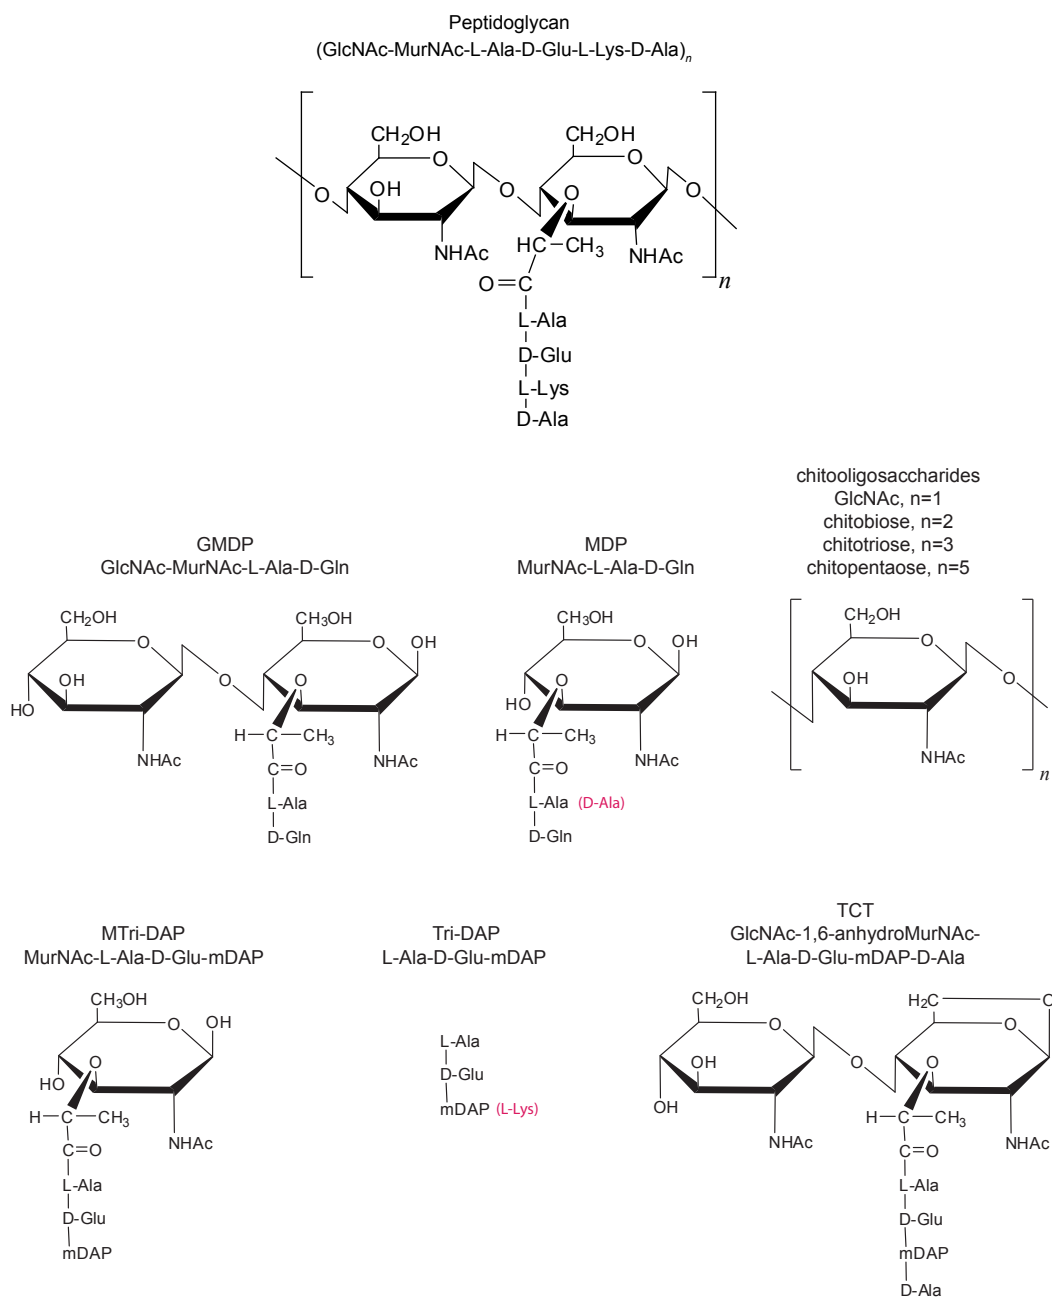 Peptidoglycan
(GlcNAc-MurNAc-L-Ala-D-Glu-L-Lys-D-Ala)n
CH2OH
CH2OH
O
O
O
OH
O
O
O
NHAc
HC
CH3
NHAc
n
O=C
L-Ala
D-Glu
L-Lys
D-Ala
chitooligosaccharides
GlcNAc, n=1
chitobiose, n=2
chitotriose, n=3
chitopentaose, n=5
GMDP
GlcNAc-MurNAc-L-Ala-D-Gln
CH2OH
CH3OH
O
O
OH
OH
O
O
HO
H-C-CH3
NHAc
NHAc
C=O
L-Ala
D-Gln
MDP
MurNAc-L-Ala-D-Gln
CH3OH
O
OH
O
OH
H-C-CH3
NHAc
C=O
L-Ala (D-Ala)
D-Gln
CH2OH
O
OH
O
NHAc
n
MTri-DAP
MurNAc-L-Ala-D-Glu-mDAP
CH3OH
O
OH
O
OH
H-C-CH3
NHAc
C=O
L-Ala
D-Glu
mDAP
Tri-DAP
L-Ala-D-Glu-mDAP
L-Ala
D-Glu
mDAP (L-Lys)
TCT
GlcNAc-1,6-anhydroMurNAc-
L-Ala-D-Glu-mDAP-D-Ala
CH2OH
H2C
O
O
O
OH
O
O
OH
H-C-CH3
NHAc
NHAc
C=O
L-Ala
D-Glu
mDAP
D-Ala